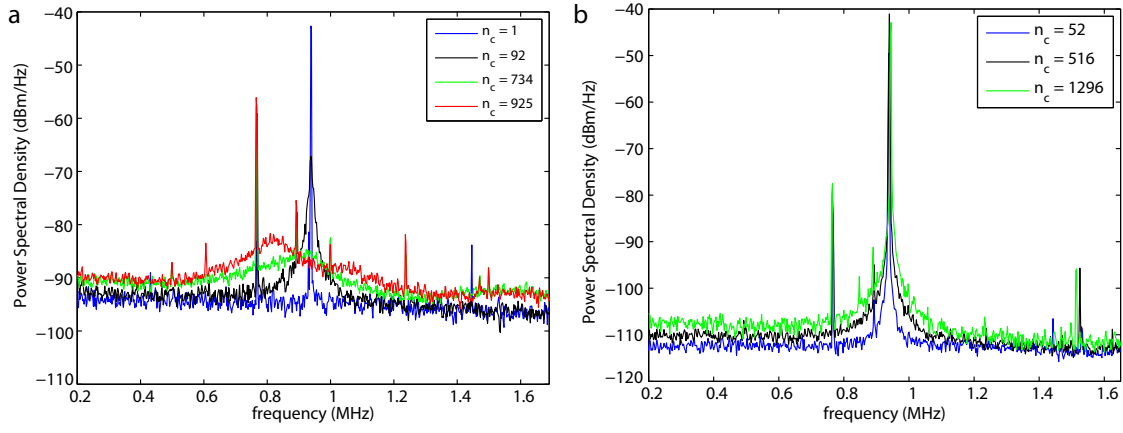 a
−40
−50
−60
−70
−80
−90
−100
−110
Power Spectral Density (dBm/Hz)
0.2 0.4 0.6 0.8 1 1.2 1.4 1.6
frequency (MHz)
n_c = 1
n_c = 92
n_c = 734
n_c = 925
b
−40
−50
−60
−70
−80
−90
−100
−110
−120
Power Spectral Density (dBm/Hz)
0.2 0.4 0.6 0.8 1 1.2 1.4 1.6
frequency (MHz)
n_c = 52
n_c = 516
n_c = 1296